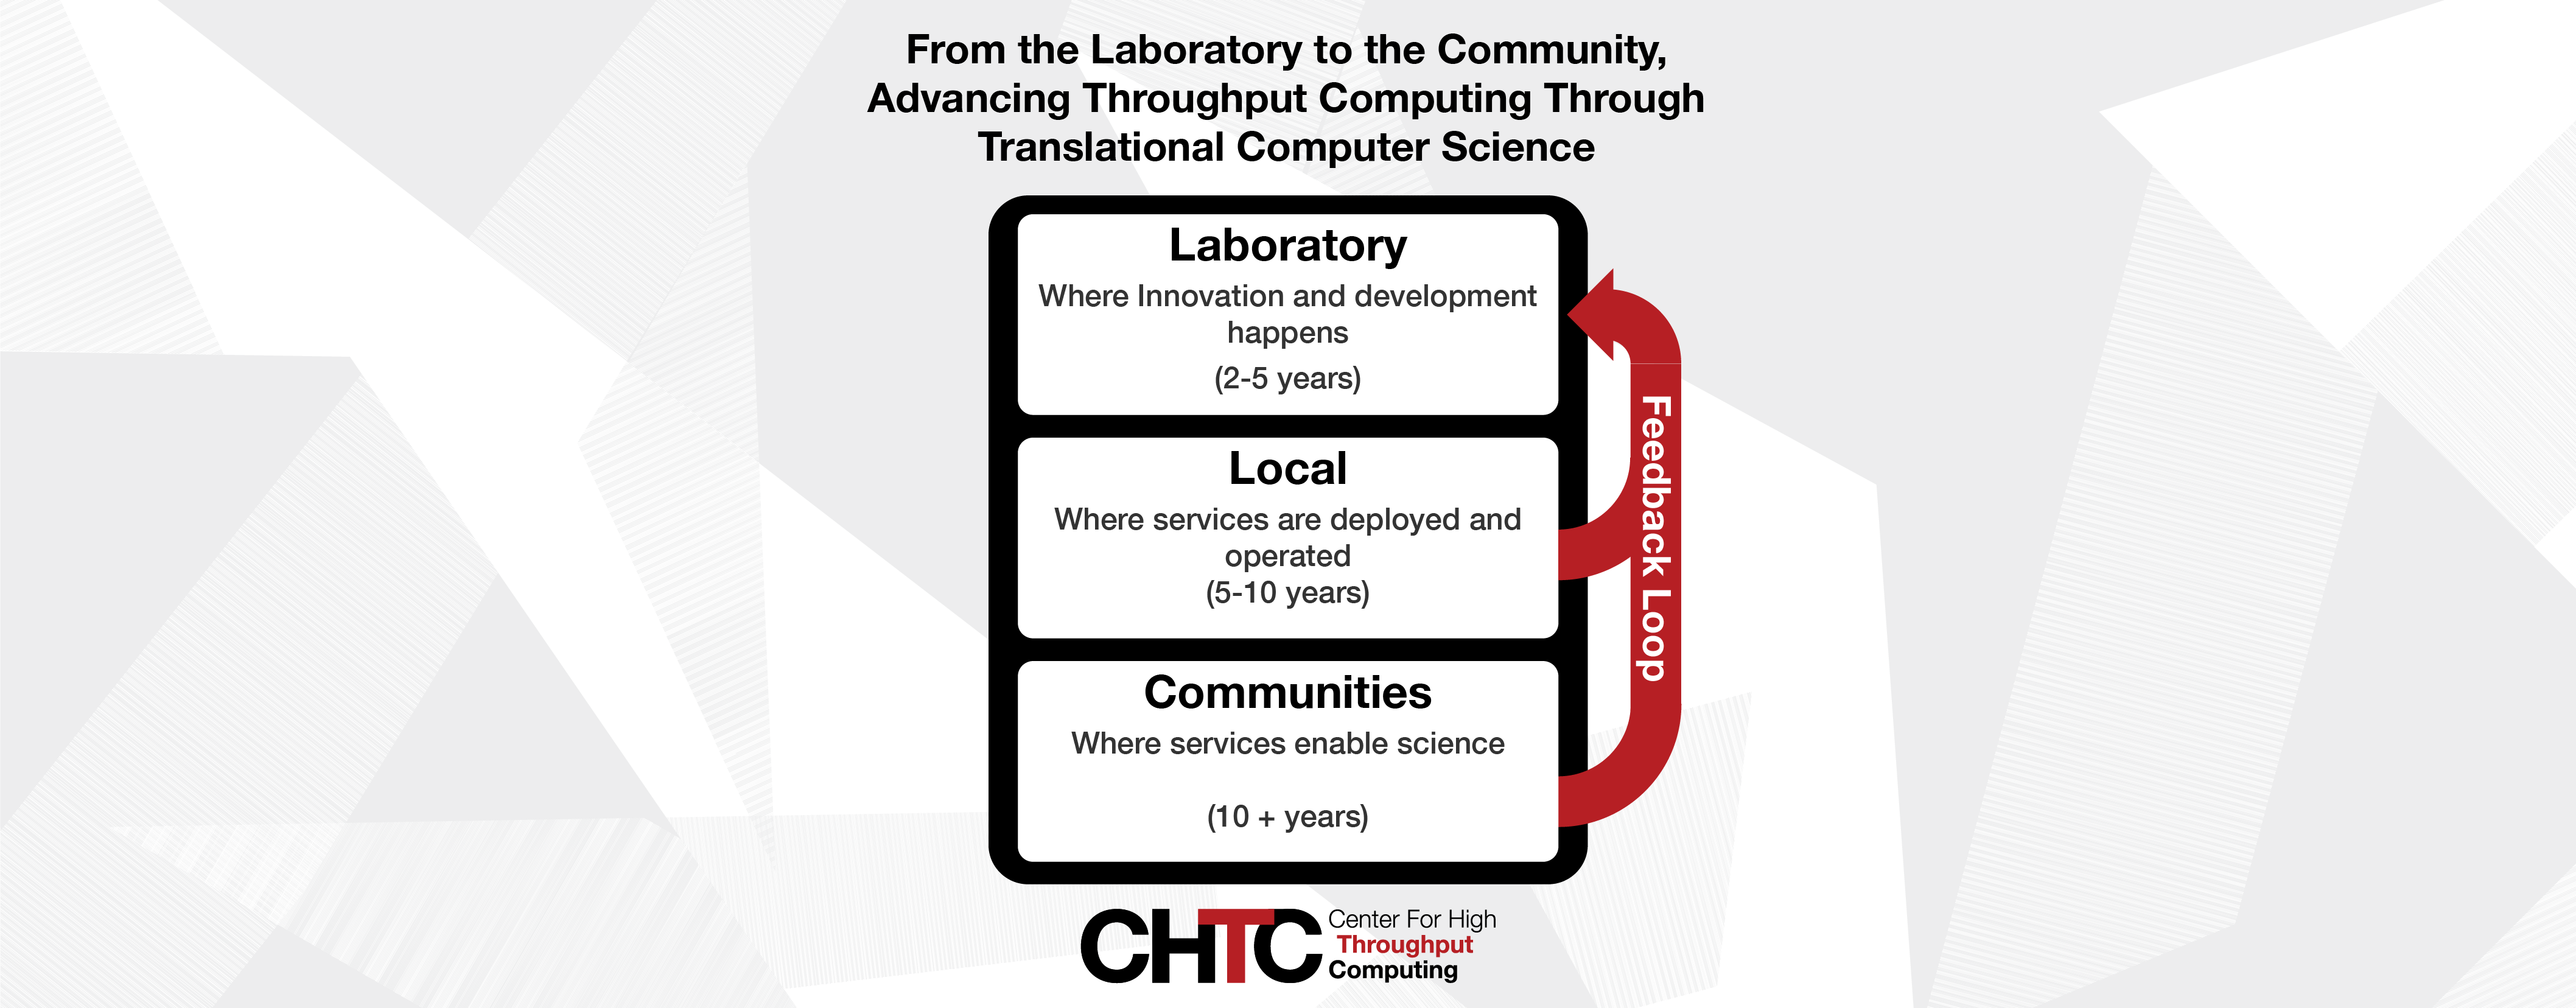 From the Laboratory to the Community,
Advancing Throughput Computing Through
Translational Computer Science
Laboratory
Where Innovation and development
happens
(2-5 years)
Local
Where services are deployed and
operated
(5-10 years)
Communities
Where services enable science
(10 + years)
Feedback Loop
CHTC
Center For High
Throughput
Computing